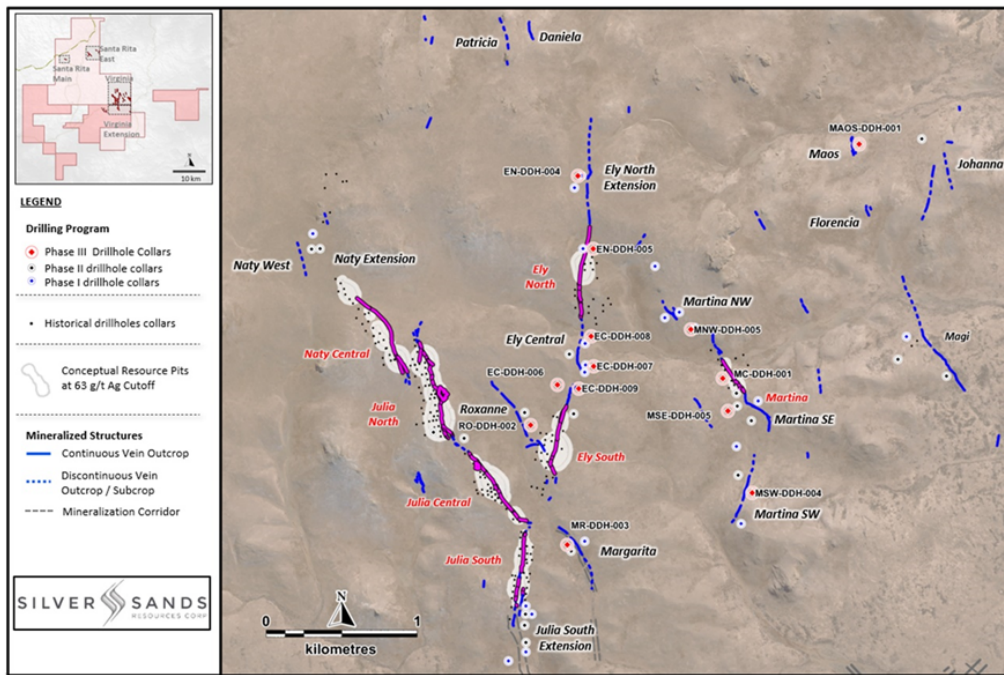 Santa Rita
East
Santa Rita
Main
Virginia
Virginia
Extension
10 km
LEGEND
Drilling Program
Phase III Drillhole Collars
Phase II drillhole collars
Phase I drillhole collars
Historical drillholes collars
Conceptual Resource Pits
at 63 g/t Ag Cutoff
Mineralized Structures
Continuous Vein Outcrop
Discontinuous Vein
Outcrop / Subcrop
Mineralization Corridor
SILVER SANDS
RESOURCES CORP
Patricia
Daniela
MAOS-DDH-001
Maos
Johanna
EN-DDH-004
Ely North
Extension
Florencia
Naty West
Naty Extension
EN-DDH-005
Ely
North
Martina NW
MNW-DDH-005
Ely Central
EC-DDH-008
Magi
Naty Central
EC-DDH-006
EC-DDH-007
MC-DDH-001
EC-DDH-009
Martina
Julia
North
Roxanne
RO-DDH-002
MSE-DDH-005
Martina SE
Ely South
Julia Central
MSW-DDH-004
Martina SW
MR-DDH-003
Margarita
Julia South
N
0 1
kilometres
Julia South
Extension